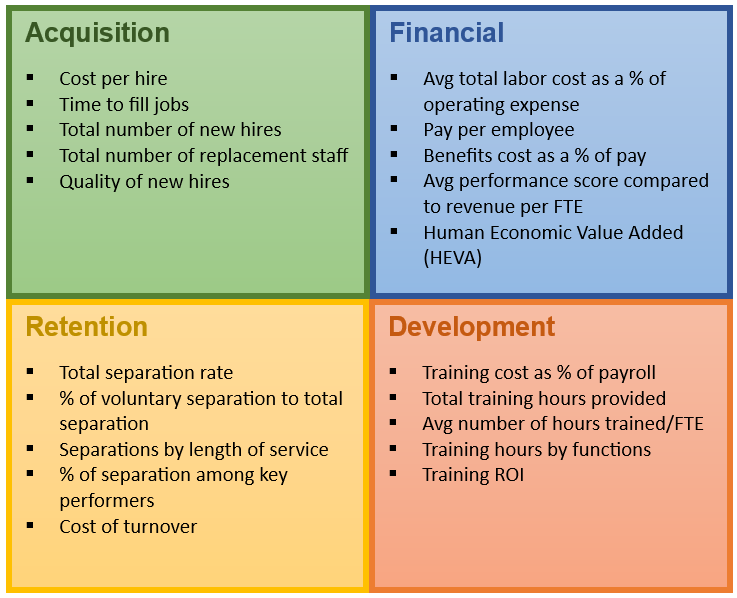 Acquisition
▪ Cost per hire
▪ Time to fill jobs
▪ Total number of new hires
▪ Total number of replacement staff
▪ Quality of new hires
Financial
▪ Avg total labor cost as a % of
operating expense
▪ Pay per employee
▪ Benefits cost as a % of pay
▪ Avg performance score compared
to revenue per FTE
▪ Human Economic Value Added
(HEVA)
Retention
▪ Total separation rate
▪ % of voluntary separation to total
separation
▪ Separations by length of service
▪ % of separation among key
performers
▪ Cost of turnover
Development
▪ Training cost as % of payroll
▪ Total training hours provided
▪ Avg number of hours trained/FTE
▪ Training hours by functions
▪ Training ROI